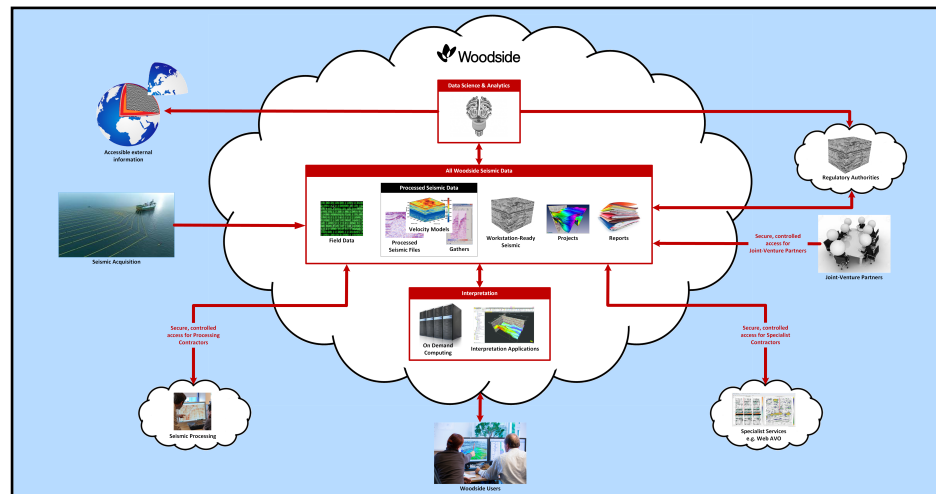 Woodside
Data Science & Analytics
Accessible external
information
Regulatory Authorities
All Woodside Seismic Data
Processed Seismic Data
Velocity Models
Field Data
Processed
Seismic Files
Gathers
Workstation-Ready
Seismic
Projects
Reports
Seismic Acquisition
Secure, controlled
access for
Joint-Venture Partners
Joint-Venture Partners
Interpretation
On Demand
Computing
Interpretation Applications
Secure, controlled
access for Processing
Contractors
Secure, controlled
access for Specialist
Contractors
Seismic Processing
Specialist Services
e.g. Web AVO
Woodside Users